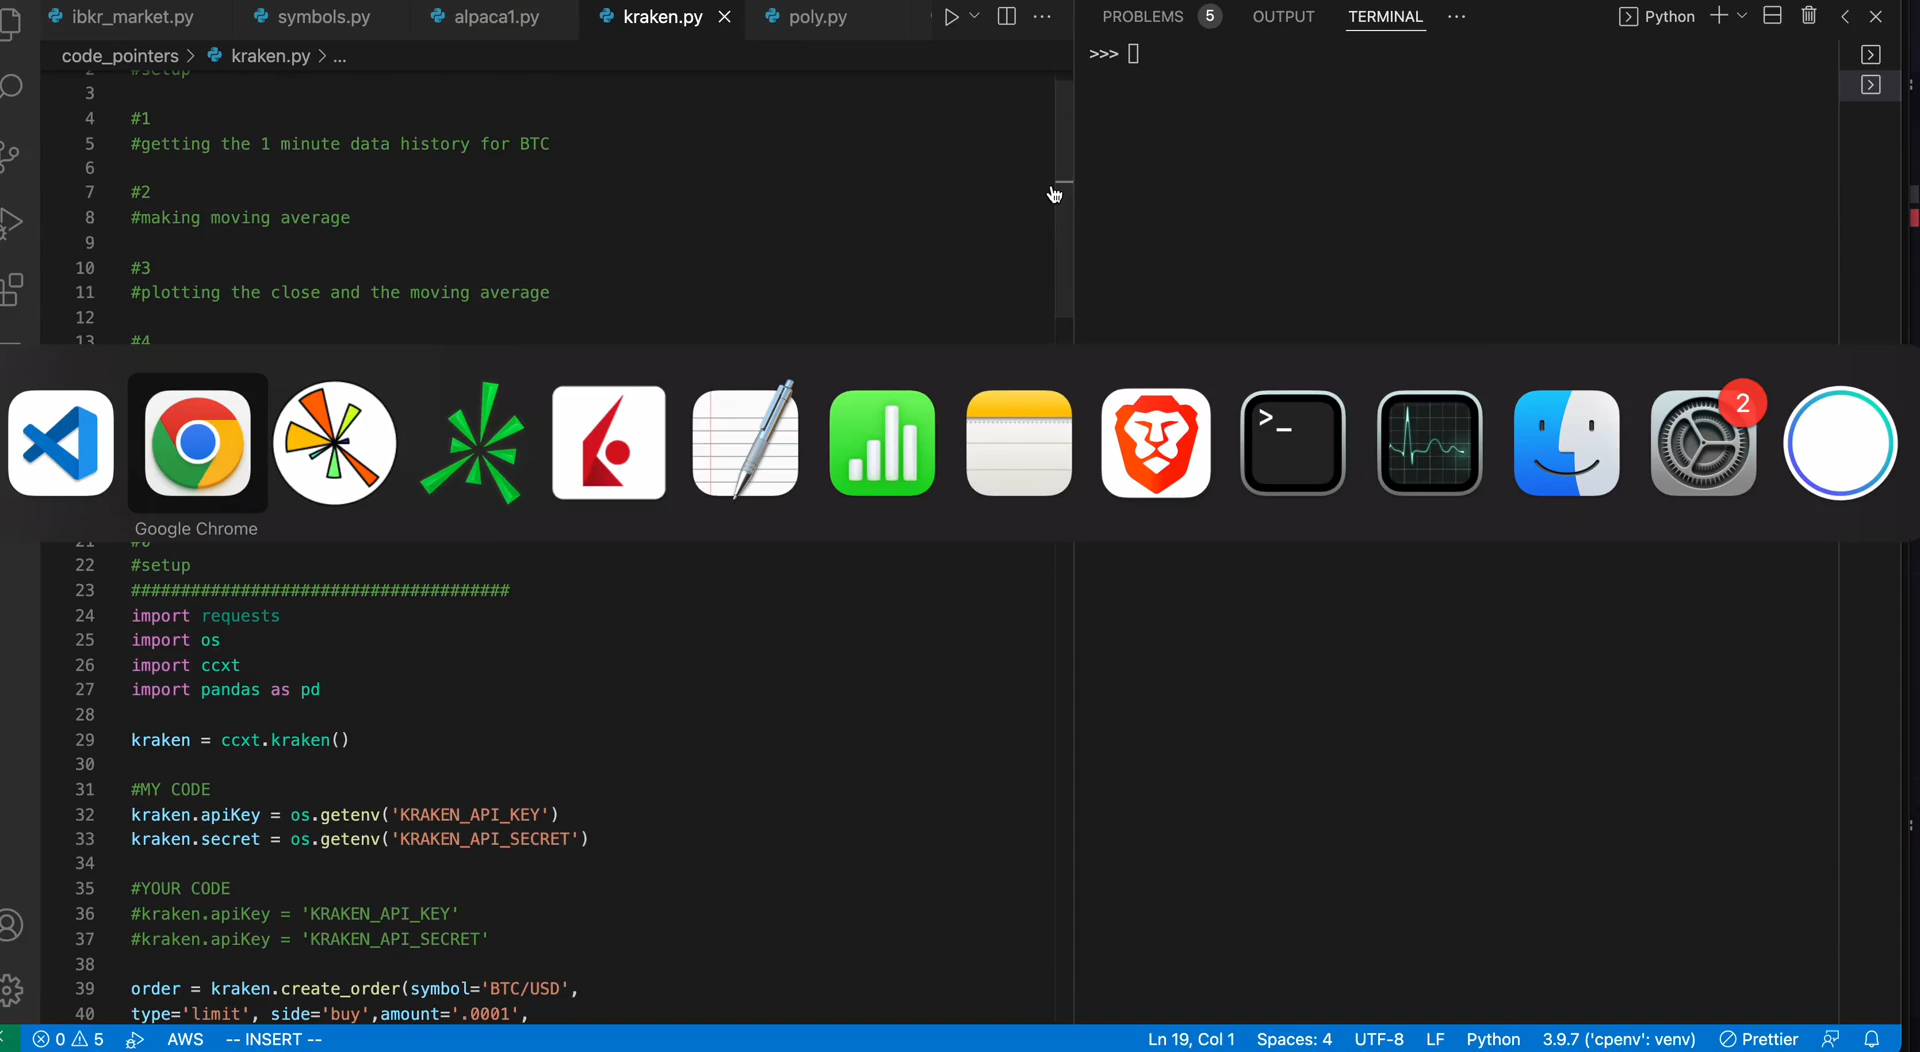 ibkr_market.py symbols.py alpaca1.py kraken.py poly.py
PROBLEMS 5 OUTPUT TERMINAL Python
code_pointers > kraken.py > ...
>>>
2 #setup
3
4 #1
5 #getting the 1 minute data history for BTC
6
7 #2
8 #making moving average
9
10 #3
11 #plotting the close and the moving average
12
13 #4
Google Chrome
2
21 #0
22 #setup
23 ######################################
24 import requests
25 import os
26 import ccxt
27 import pandas as pd
28
29 kraken = ccxt.kraken()
30
31 #MY CODE
32 kraken.apiKey = os.getenv('KRAKEN_API_KEY')
33 kraken.secret = os.getenv('KRAKEN_API_SECRET')
34
35 #YOUR CODE
36 #kraken.apiKey = 'KRAKEN_API_KEY'
37 #kraken.apiKey = 'KRAKEN_API_SECRET'
38
39 order = kraken.create_order(symbol='BTC/USD',
40 type='limit', side='buy',amount='.0001',
0 5 AWS -- INSERT -- Ln 19, Col 1 Spaces: 4 UTF-8 LF Python 3.9.7 ('cpenv': venv) Prettier